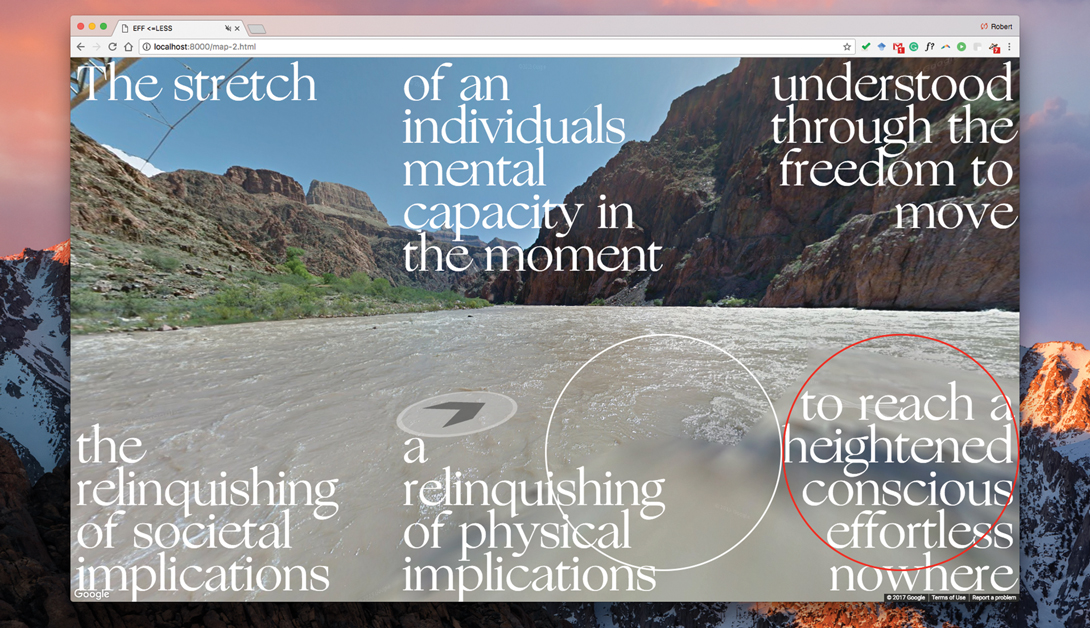 EFF <=LESS
Robert
localhost:8000/map-2.html
f?
The stretch
of an
individuals
mental
capacity in
the moment
understood
through the
freedom to
move
the
relinquishing
of societal
implications
a
relinquishing
of physical
implications
to reach a
heightened
conscious
effortless
nowhere
Google
© 2017 Google
Terms of Use
Report a problem